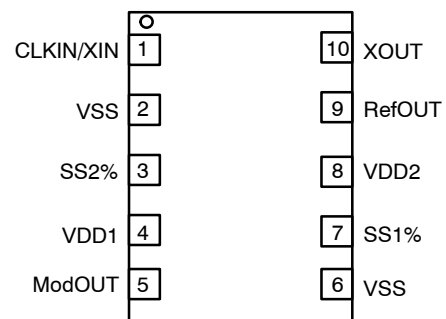 CLKIN/XIN 1 10 XOUT
VSS 2 9 RefOUT
SS2% 3 8 VDD2
VDD1 4 7 SS1%
ModOUT 5 6 VSS